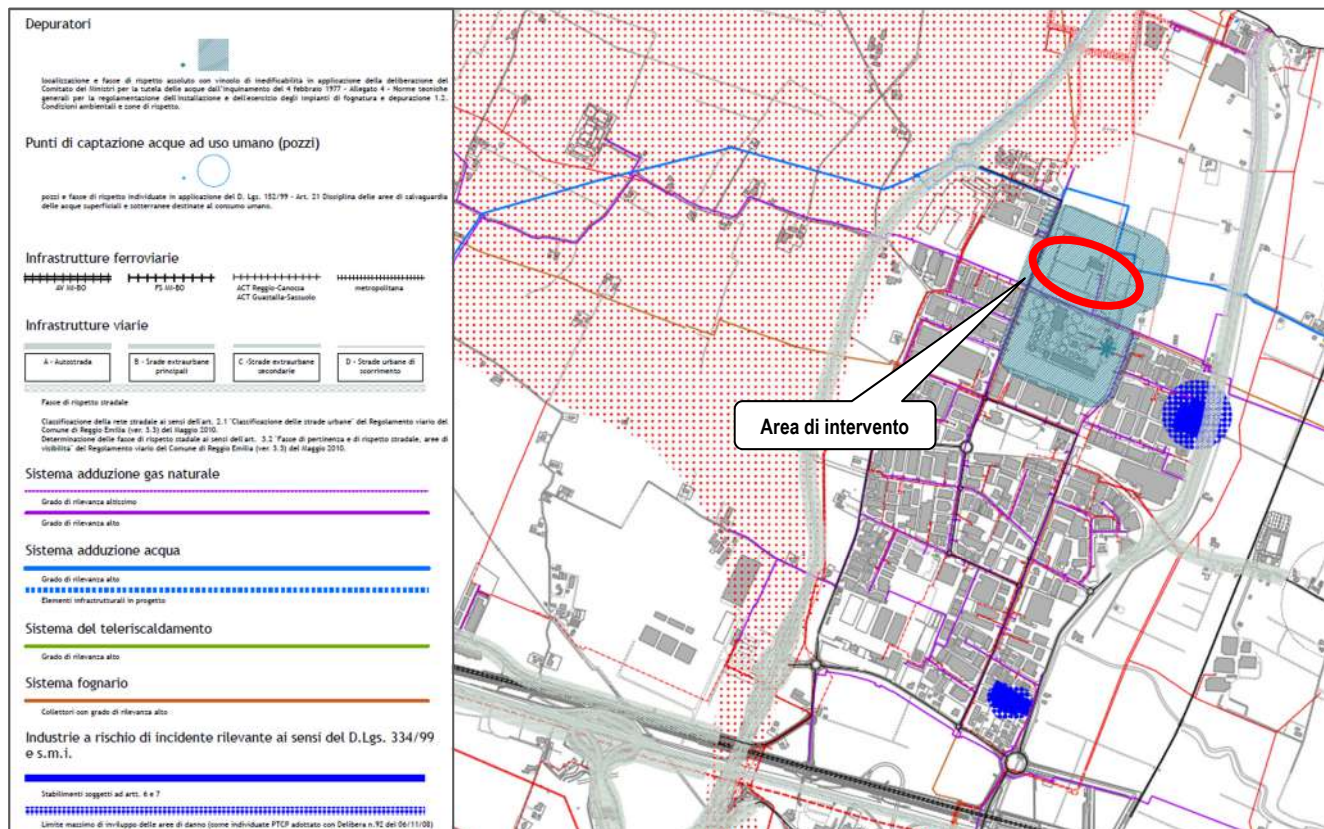 Depuratori
localizzazione e fasce di rispetto assoluto con vincolo di inedificabilità in applicazione della deliberazione del
Comitato dei Ministri per la tutela delle acque dall'inquinamento del 4 febbraio 1977 - Allegato 4 - Norme tecniche
generali per la regolamentazione dell'installazione e dell'esercizio degli impianti di fognatura e depurazione 1.2.
Condizioni ambientali e zone di rispetto.
Punti di captazione acque ad uso umano (pozzi)
pozzi e fasce di rispetto individuate in applicazione del D. Lgs. 152/99 - Art. 21 Disciplina delle aree di salvaguardia
delle acque superficiali e sotterranee destinate al consumo umano.
Infrastrutture ferroviarie
AV MI-BO
FS MI-BO
ACT Reggio-Canossa
ACT Guastalla-Sassuolo
metropolitana
Infrastrutture viarie
A - Autostrada
B - Srade extraurbane
principali
C -Strade extraurbane
secondarie
D - Strade urbane di
scorrimento
Fasce di rispetto stradale
Classificazione della rete stradale ai sensi dell'art. 2.1 "Classificazione delle strade urbane" del Regolamento viario del
Comune di Reggio Emilia (ver. 3.3) del Maggio 2010.
Determinazione delle fasce di rispetto stadale ai sensi dell'art. 3.2 "Fasce di pertinenza e di rispetto stradale, aree di
visibilita" del Regolamento viario del Comune di Reggio Emilia (ver. 3.3) del Maggio 2010.
Sistema adduzione gas naturale
Grado di rilevanza altissimo
Grado di rilevanza alto
Sistema adduzione acqua
Grado di rilevanza alto
Elementi infrastrutturali in progetto
Sistema del teleriscaldamento
Grado di rilevanza alto
Sistema fognario
Collettori con grado di rilevanza alto
Industrie a rischio di incidente rilevante ai sensi del D.Lgs. 334/99
e s.m.i.
Stabilimenti soggetti ad artt. 6 e 7
Limite massimo di inviluppo delle aree di danno (come individuate PTCP adottato con Delibera n.92 del 06/11/08)
Area di intervento